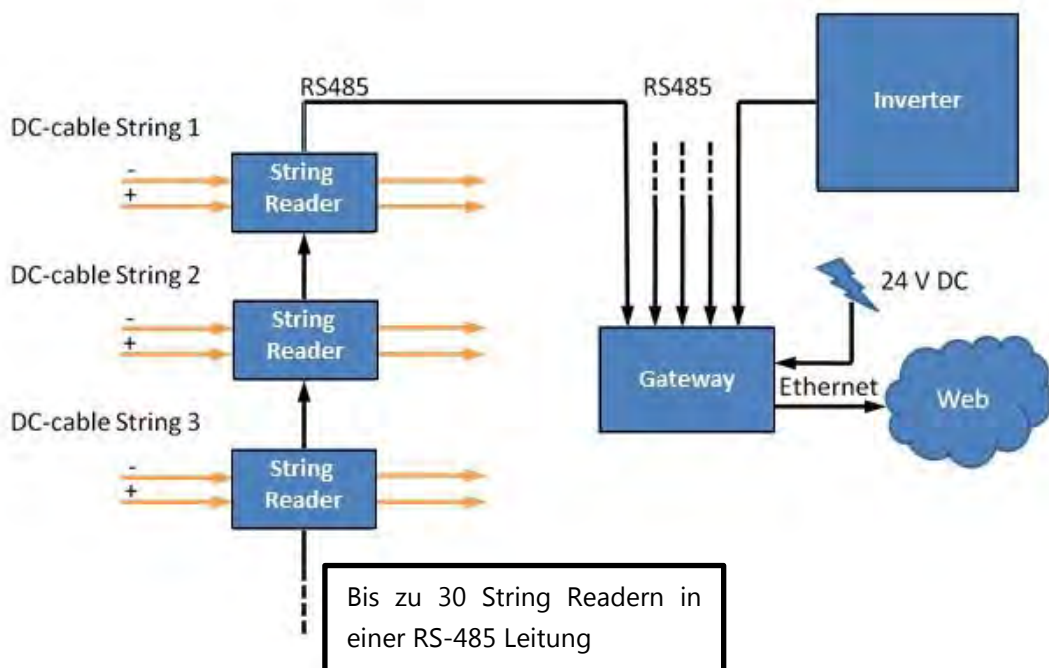 RS485
RS485
Inverter
DC-cable String 1
-
+
String
Reader
DC-cable String 2
-
+
String
Reader
24 V DC
Gateway
Ethernet
Web
DC-cable String 3
-
+
String
Reader
Bis zu 30 String Readern in
einer RS-485 Leitung